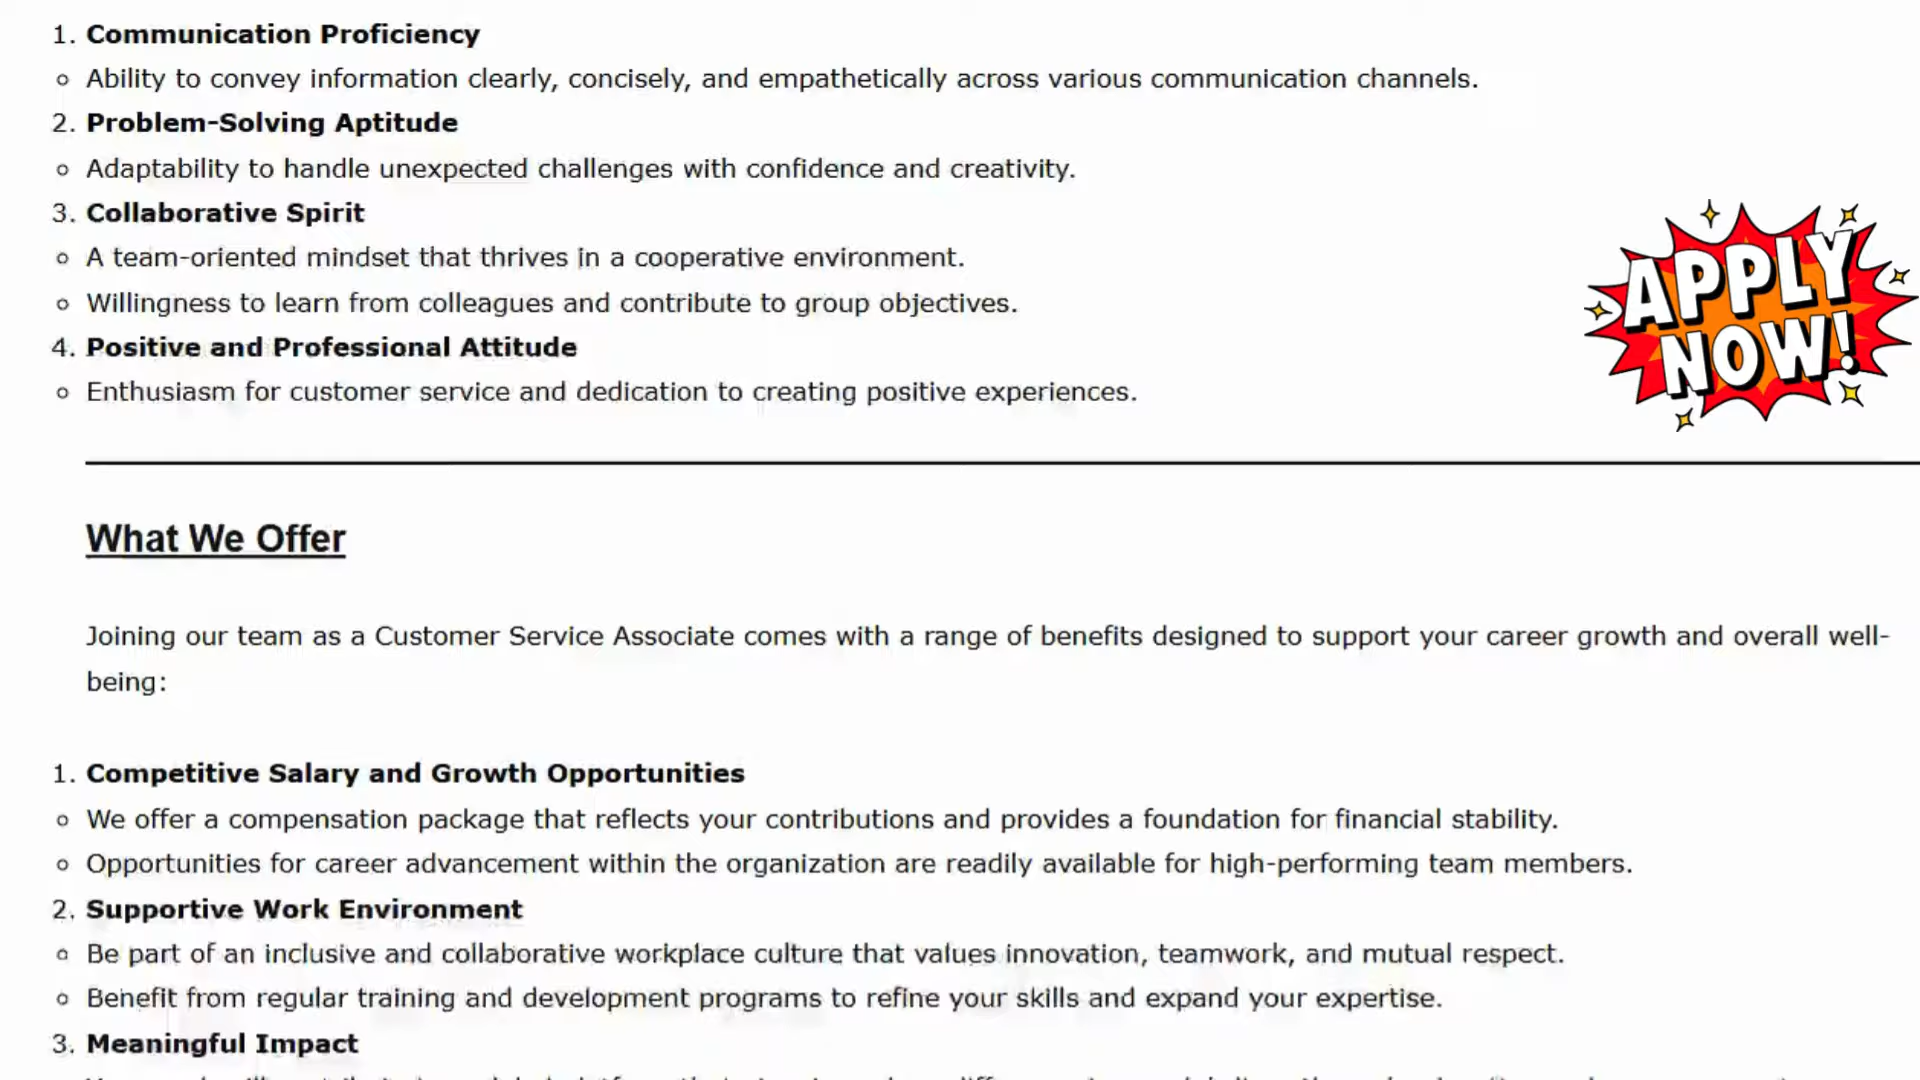 1. Communication Proficiency
○ Ability to convey information clearly, concisely, and empathetically across various communication channels.
2. Problem-Solving Aptitude
○ Adaptability to handle unexpected challenges with confidence and creativity.
3. Collaborative Spirit
○ A team-oriented mindset that thrives in a cooperative environment.
○ Willingness to learn from colleagues and contribute to group objectives.
4. Positive and Professional Attitude
○ Enthusiasm for customer service and dedication to creating positive experiences.
APPLY
NOW!
What We Offer
Joining our team as a Customer Service Associate comes with a range of benefits designed to support your career growth and overall well-
being:
1. Competitive Salary and Growth Opportunities
○ We offer a compensation package that reflects your contributions and provides a foundation for financial stability.
○ Opportunities for career advancement within the organization are readily available for high-performing team members.
2. Supportive Work Environment
○ Be part of an inclusive and collaborative workplace culture that values innovation, teamwork, and mutual respect.
○ Benefit from regular training and development programs to refine your skills and expand your expertise.
3. Meaningful Impact